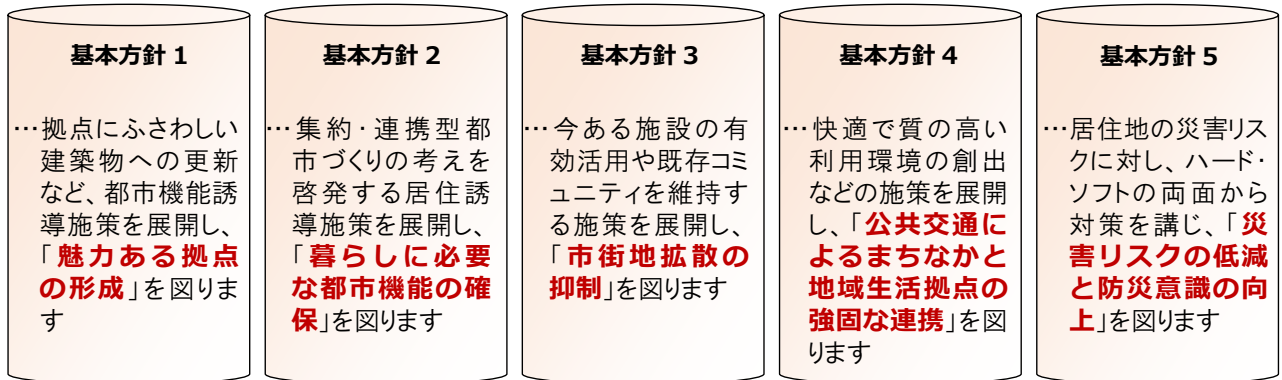 基本方針 1
…拠点にふさわしい
建築物への更新
など、都市機能誘
導施策を展開し、
「魅力ある拠点
の形成」を図りま
す
基本方針 2
…集約･連携型都
市づくりの考えを
啓発する居住誘
導施策を展開し、
「暮らしに必要
な都市機能の確
保」を図ります
基本方針 3
…今ある施設の有
効活用や既存コミ
ュニティを維持す
る施策を展開し、
「市街地拡散の
抑制」を図ります
基本方針 4
…快適で質の高い
利用環境の創出
などの施策を展開
し、「公共交通に
よるまちなかと
地域生活拠点の
強固な連携」を図
ります
基本方針 5
…居住地の災害リス
クに対し、ハード･
ソフトの両面から
対策を講じ、「災
害リスクの低減
と防災意識の向
上」を図ります